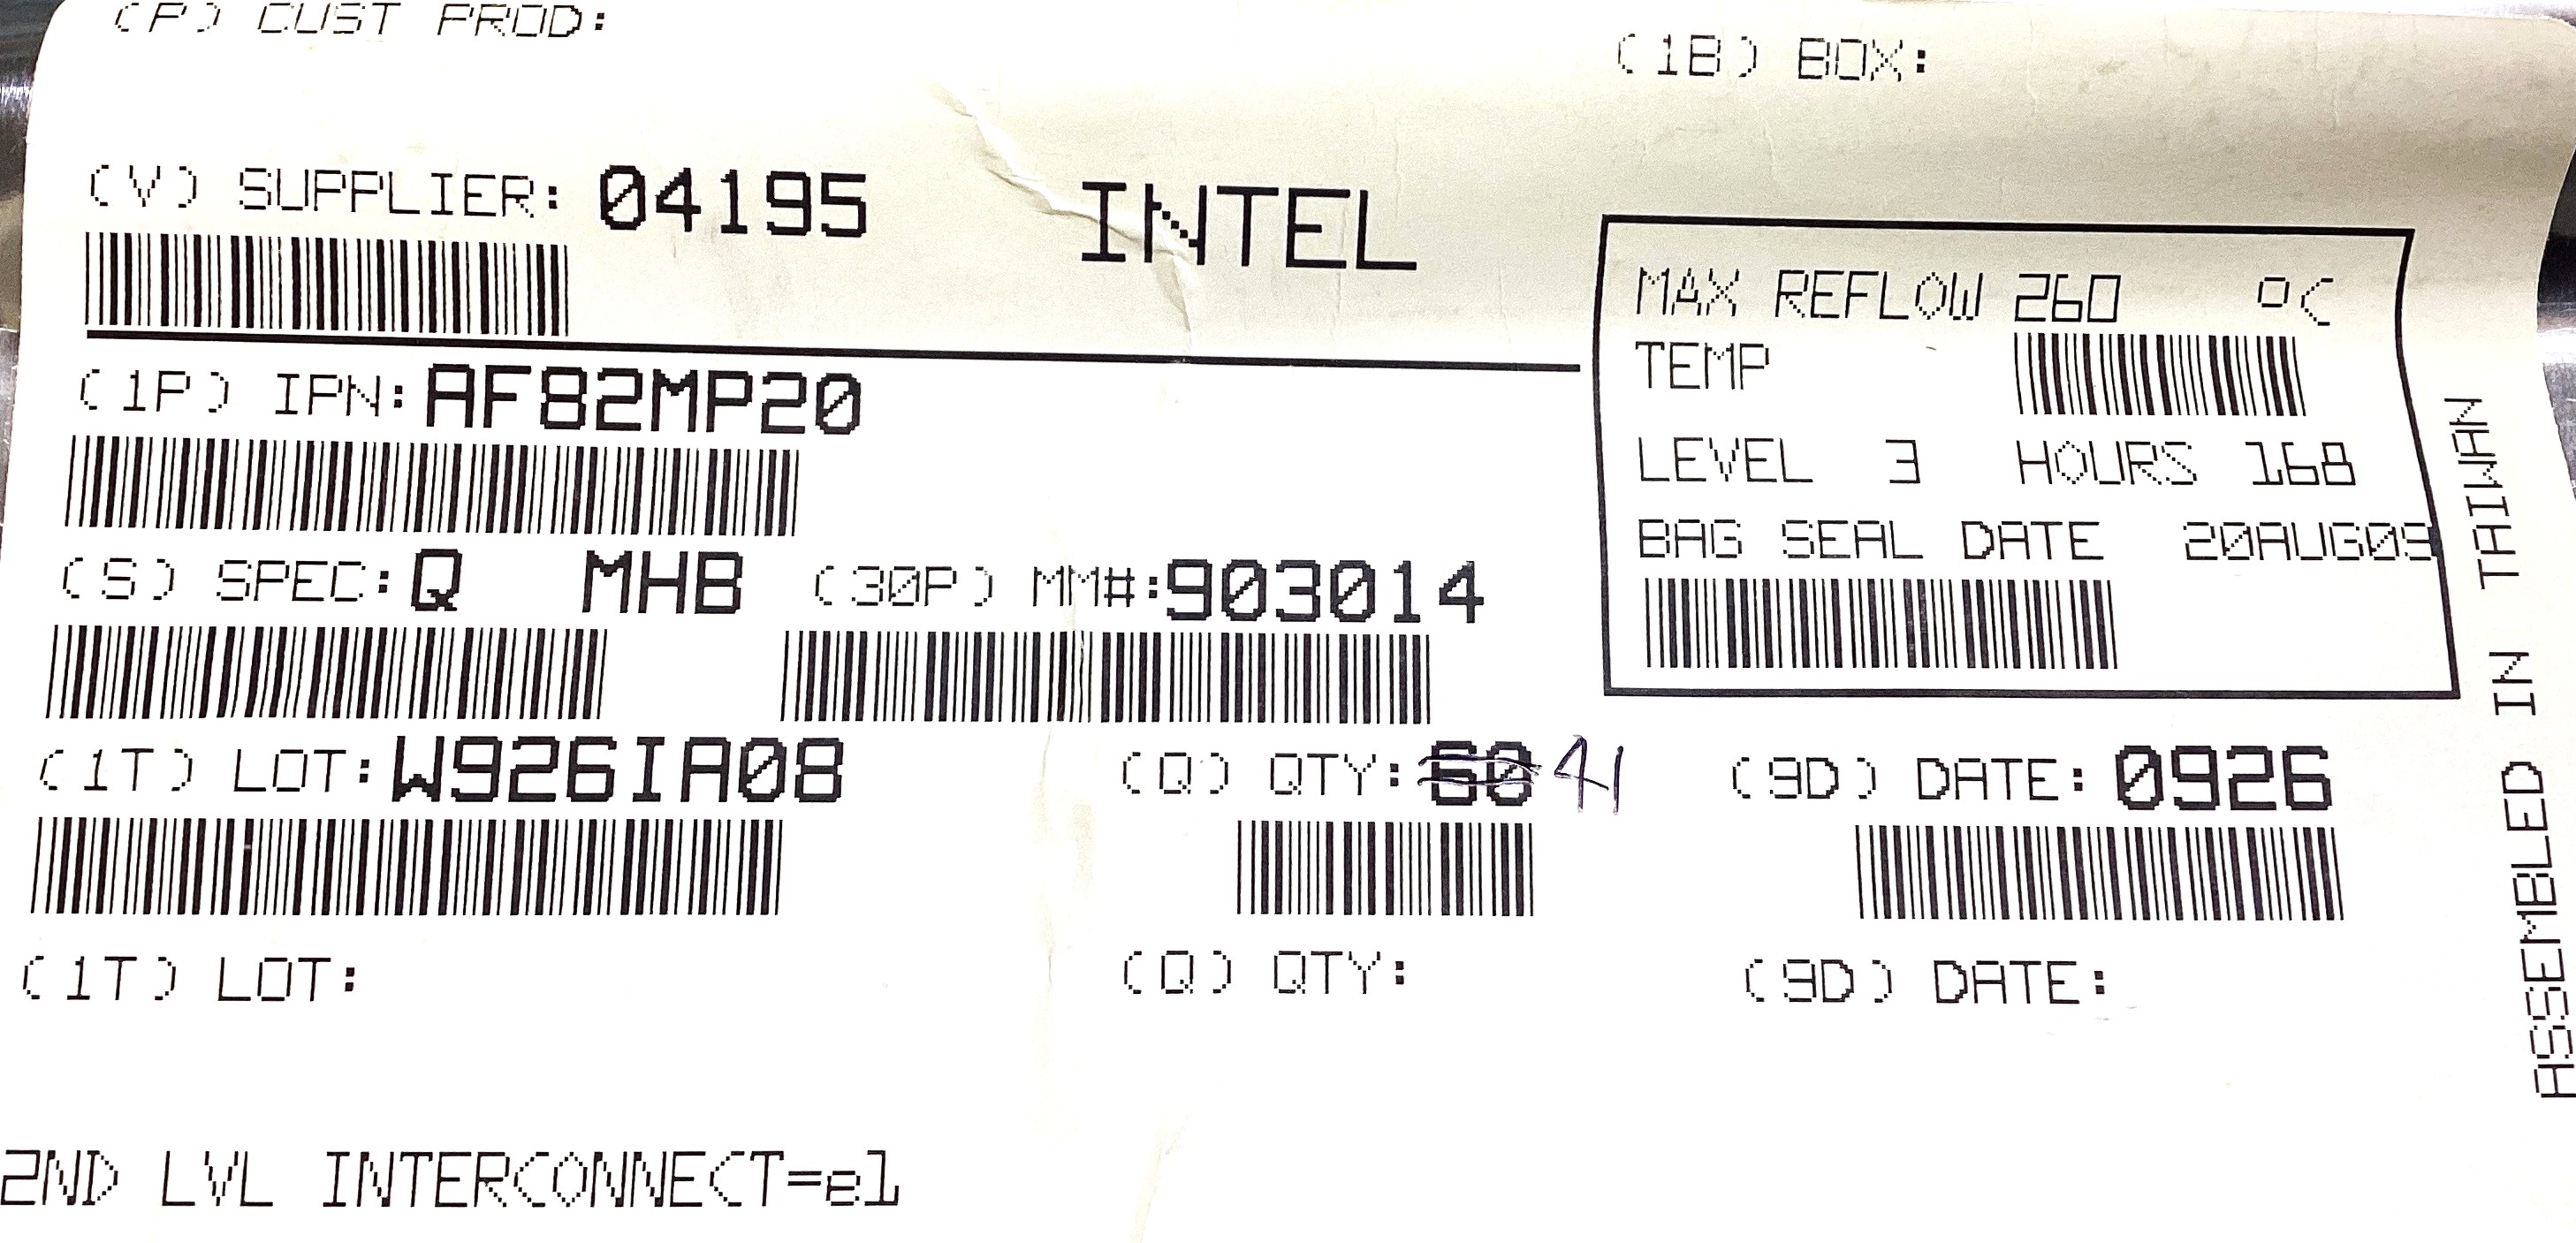 (P) CUST PROD:
(1B) BOX:
(V) SUPPLIER: 04195
INTEL
MAX REFLOW 260 °C
TEMP
(1P) IPN: AF82MP20
LEVEL 3 HOURS 168
BAG SEAL DATE 20AUG09
(S) SPEC: Q MHB
(30P) MM#: 903014
(1T) LOT: W926IA08
(Q) QTY: 60 41
(9D) DATE: 0926
(1T) LOT:
(Q) QTY:
(9D) DATE:
2ND LVL INTERCONNECT=e1
ASSEMBLED IN TAIWAN